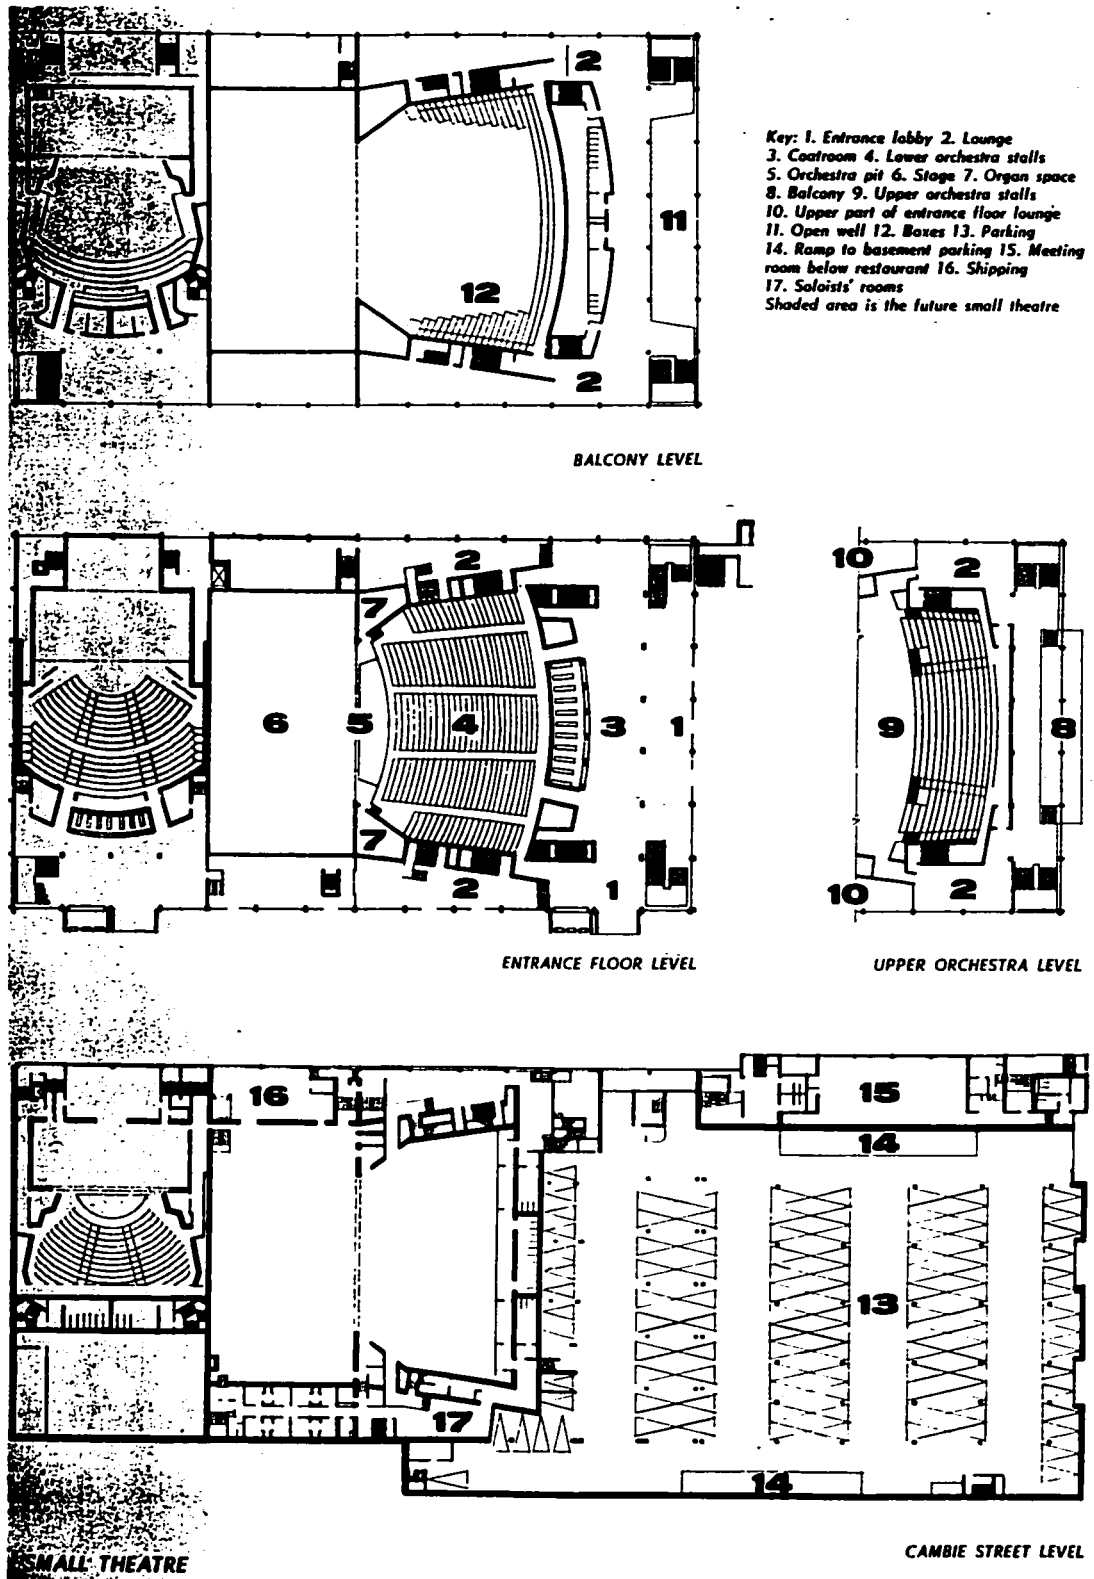 2
Key: 1. Entrance lobby 2. Lounge
3. Coatroom 4. Lower orchestra stalls
5. Orchestra pit 6. Stage 7. Organ space
8. Balcony 9. Upper orchestra stalls
10. Upper part of entrance floor lounge
11. Open well 12. Boxes 13. Parking
14. Ramp to basement parking 15. Meeting
room below restaurant 16. Shipping
17. Soloists' rooms
Shaded area is the future small theatre
11
12
2
BALCONY LEVEL
2
10
2
7
6
5
4
3
1
9
8
7
2
1
10
2
ENTRANCE FLOOR LEVEL
UPPER ORCHESTRA LEVEL
16
15
14
13
17
14
CAMBIE STREET LEVEL
SMALL THEATRE